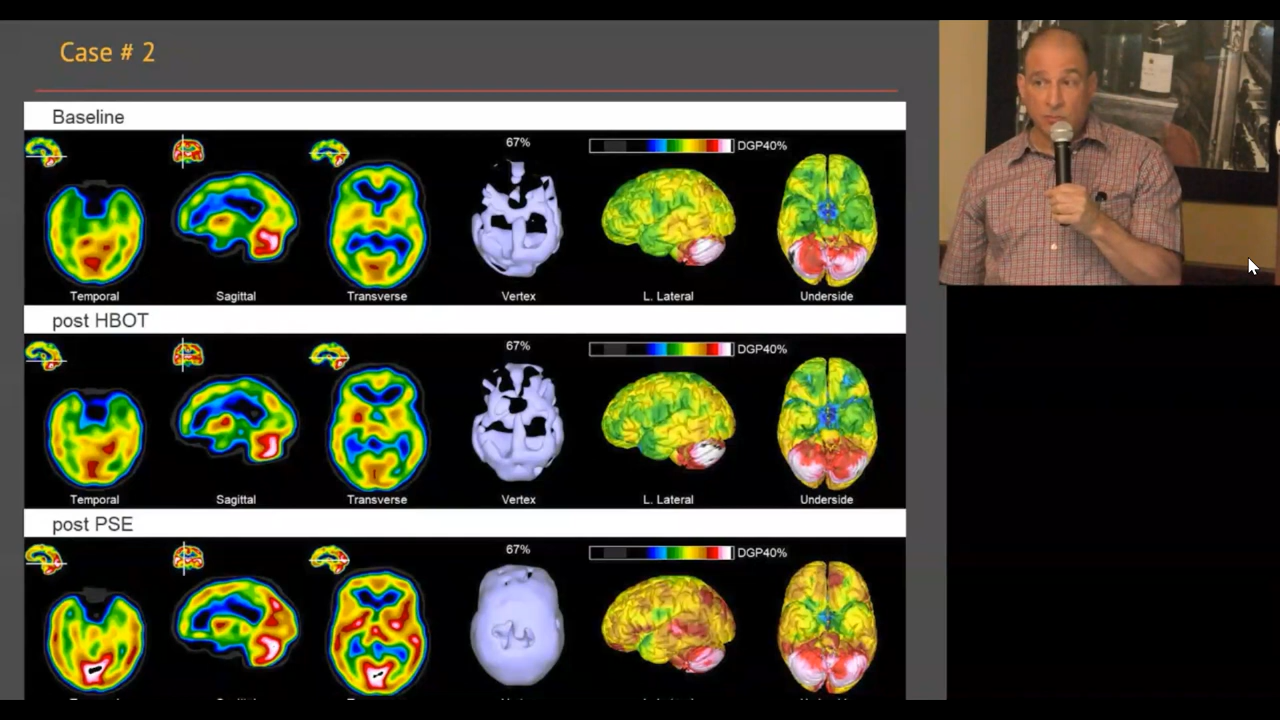 Case # 2
Baseline
67%
DGP40%
Temporal
Sagittal
Transverse
Vertex
L. Lateral
Underside
post HBOT
67%
DGP40%
Temporal
Sagittal
Transverse
Vertex
L. Lateral
Underside
post PSE
67%
DGP40%